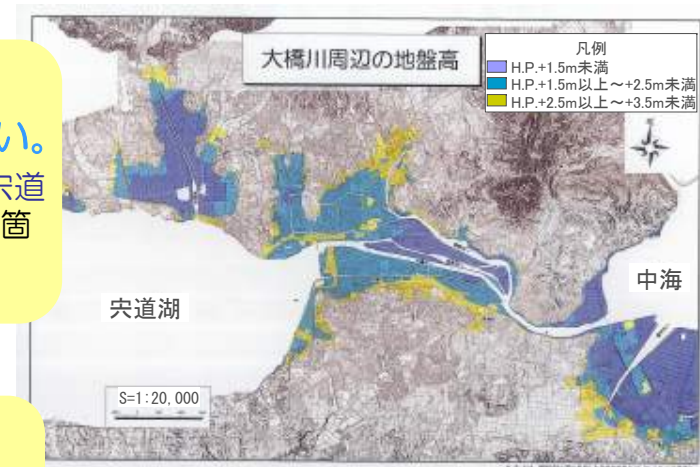 い。
宍道
箇
大橋川周辺の地盤高
凡例
H.P.+1.5m未満
H.P.+1.5m以上～+2.5m未満
H.P.+2.5m以上～+3.5m未満
中海
宍道湖
S=1:20,000